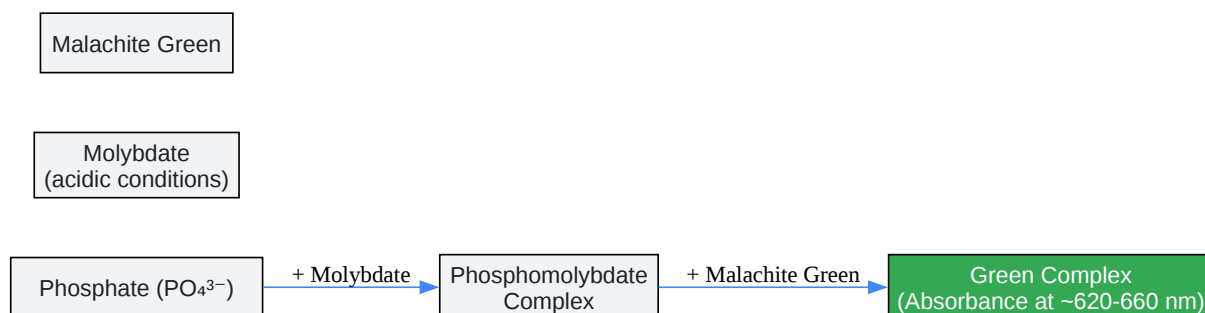 Malachite Green
Molybdate
(acidic conditions)
Phosphate (PO₄³⁻)
+ Molybdate
Phosphomolybdate
Complex
+ Malachite Green
Green Complex
(Absorbance at ~620-660 nm)